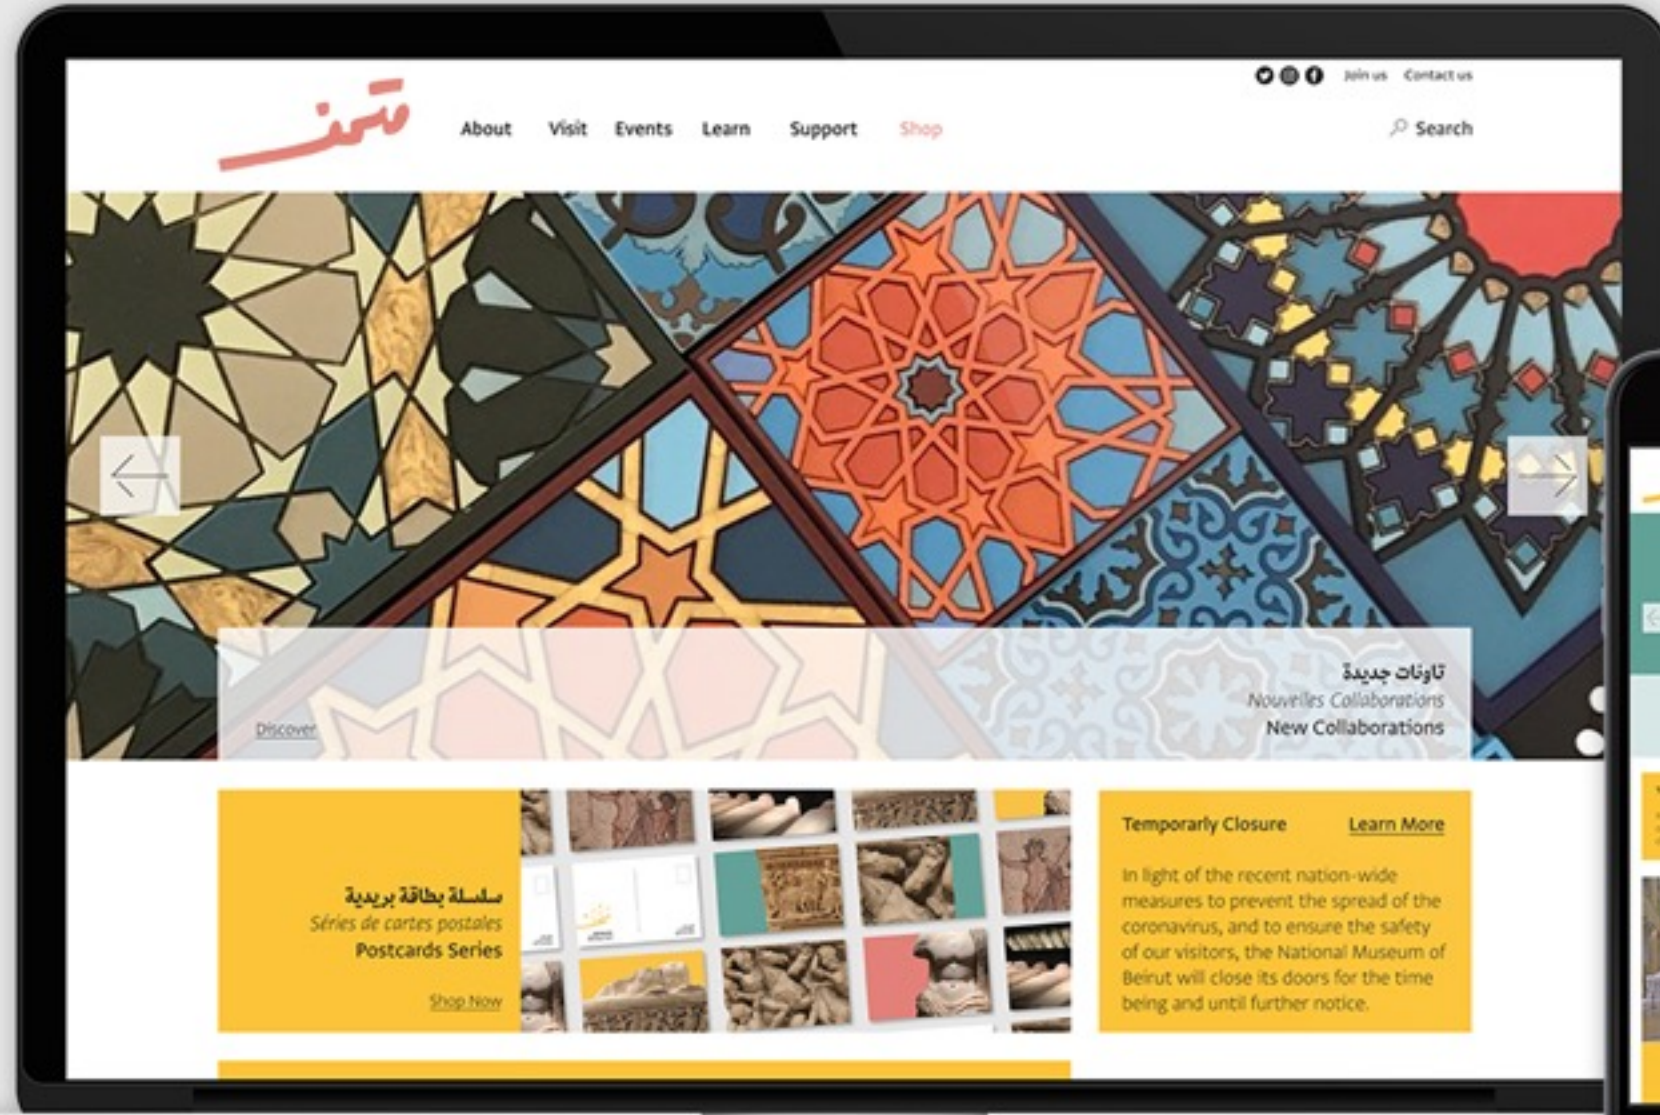 Join us Contact us
متحف
About Visit Events Learn Support Shop
Search
تاونات جديدة
Nouvelles Collaborations
New Collaborations
Discover
سلسلة بطاقة بريدية
Séries de cartes postales
Postcards Series
Shop Now
Temporarly Closure Learn More
In light of the recent nation-wide
measures to prevent the spread of the
coronavirus, and to ensure the safety
of our visitors, the National Museum of
Beirut will close its doors for the time
being and until further notice.